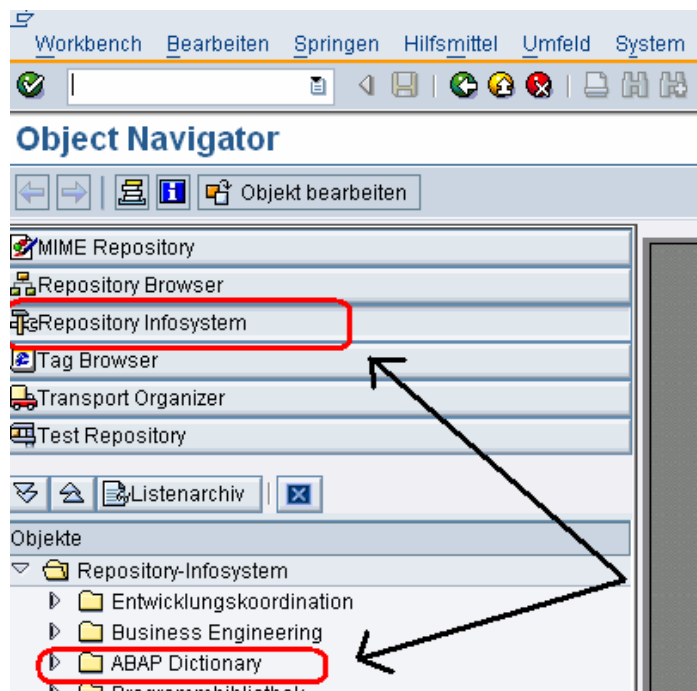 Workbench Bearbeiten Springen Hilfsmittel Umfeld System
Object Navigator
Objekt bearbeiten
MIME Repository
Repository Browser
Repository Infosystem
Tag Browser
Transport Organizer
Test Repository
Listenarchiv
Objekte
Repository-Infosystem
Entwicklungskoordination
Business Engineering
ABAP Dictionary
Programmbibliothek